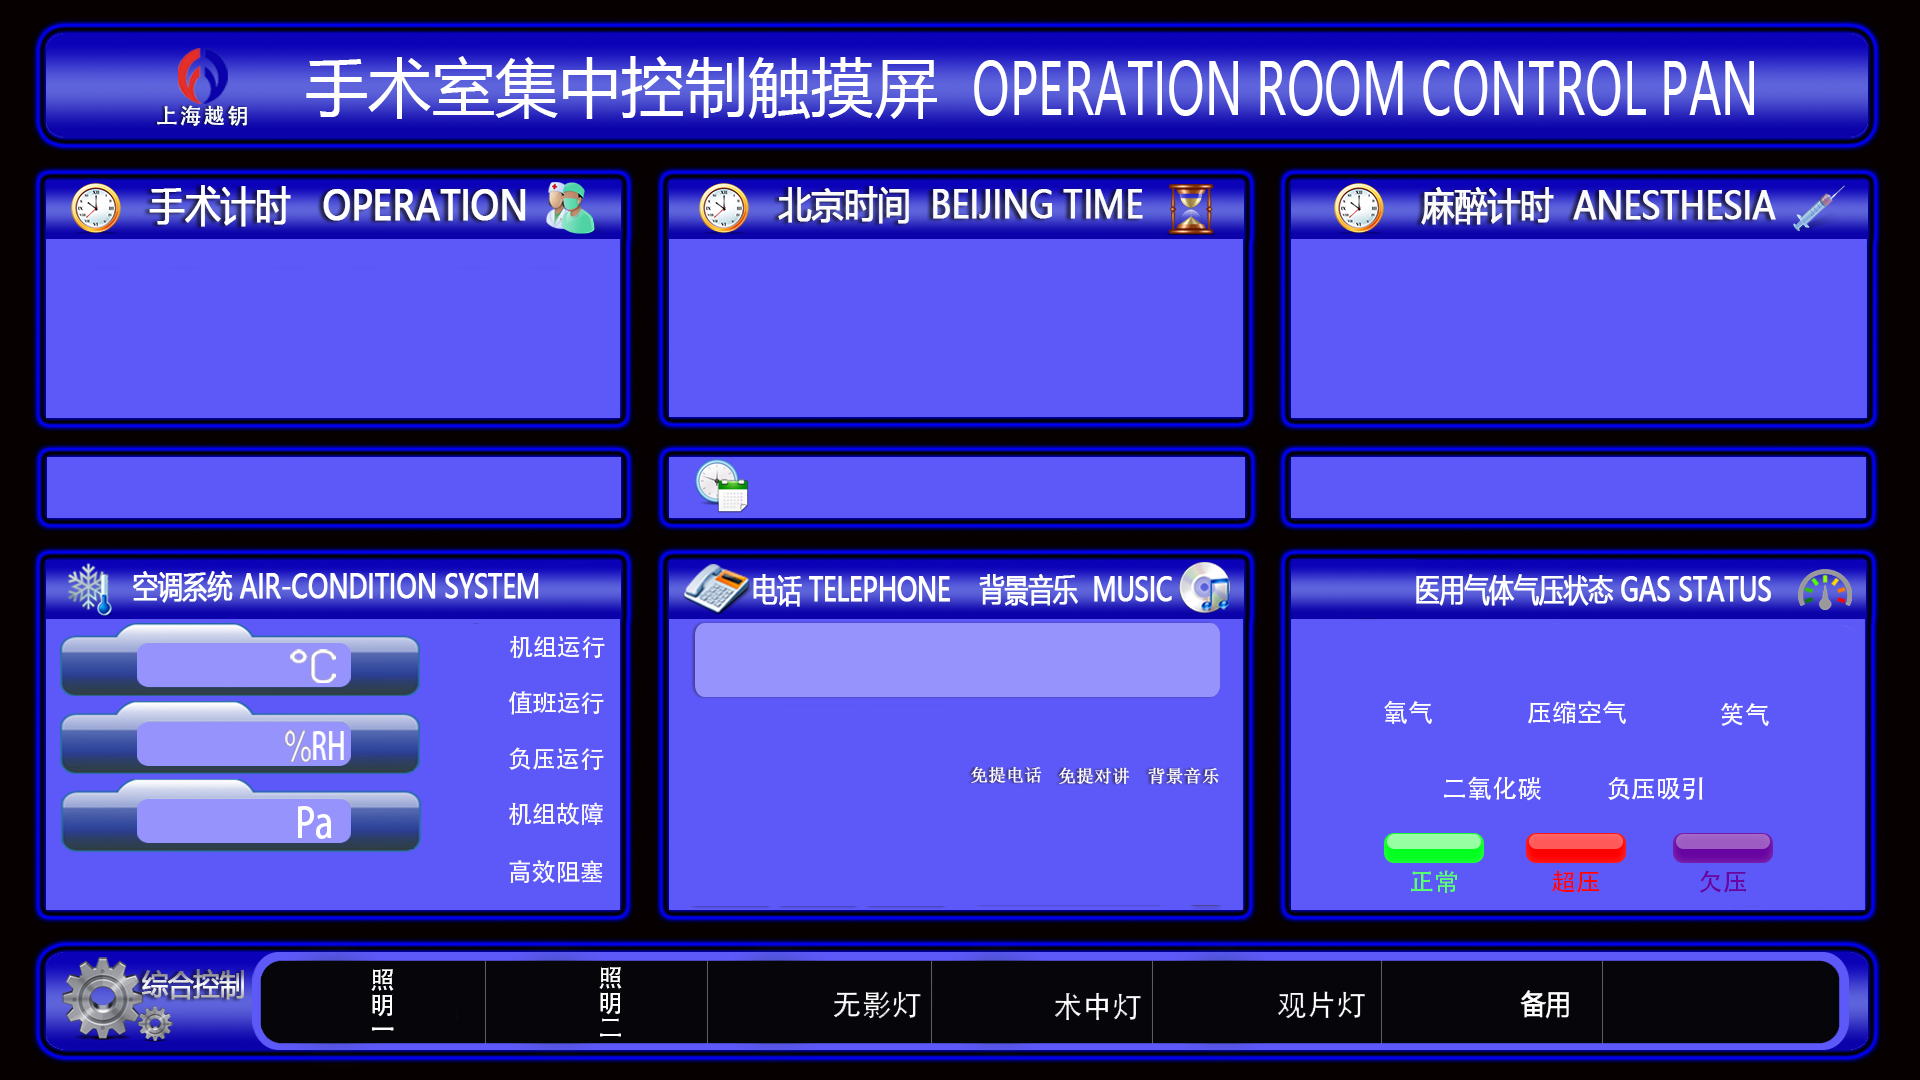 上海越钥
手术室集中控制触摸屏 OPERATION ROOM CONTROL PAN
手术计时 OPERATION
北京时间 BEIJING TIME
麻醉计时 ANESTHESIA
空调系统 AIR-CONDITION SYSTEM
°C
%RH
Pa
机组运行
值班运行
负压运行
机组故障
高效阻塞
电话 TELEPHONE 背景音乐 MUSIC
免提电话 免提对讲 背景音乐
医用气体气压状态 GAS STATUS
氧气 压缩空气 笑气
二氧化碳 负压吸引
正常 超压 欠压
综合控制
照明一
照明二
无影灯
术中灯
观片灯
备用